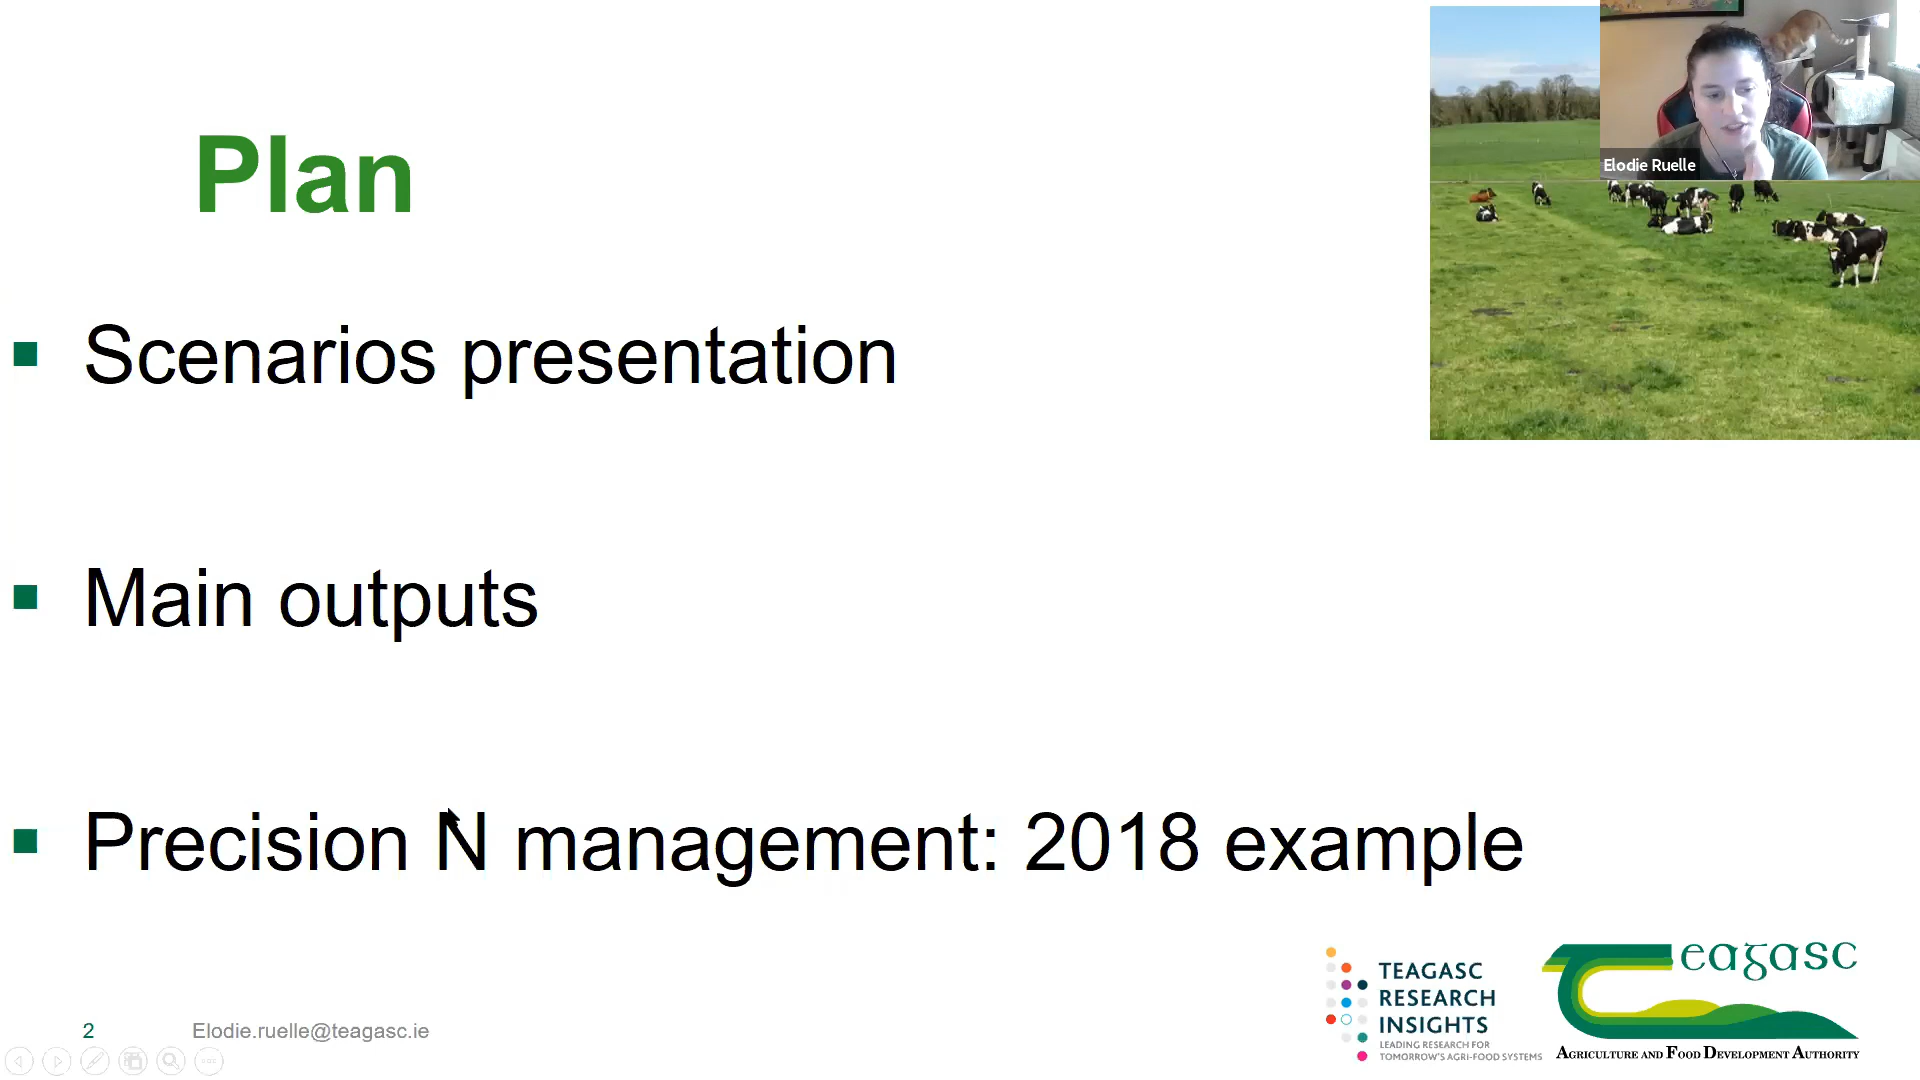 Plan
Elodie Ruelle
Scenarios presentation
Main outputs
Precision N management: 2018 example
2
Elodie.ruelle@teagasc.ie
TEAGASC
RESEARCH
INSIGHTS
LEADING RESEARCH FOR
TOMORROW'S AGRI-FOOD SYSTEMS
Teagasc
AGRICULTURE AND FOOD DEVELOPMENT AUTHORITY